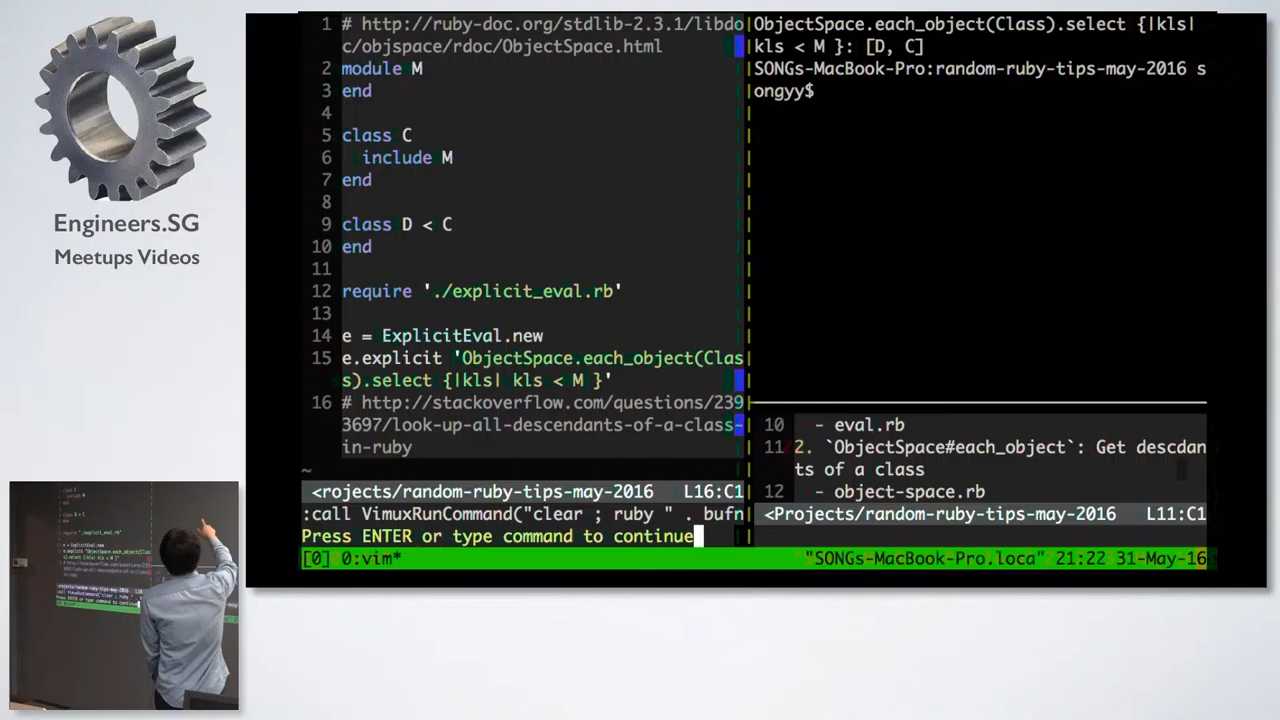 Engineers.SG
Meetups Videos
1 # http://ruby-doc.org/stdlib-2.3.1/libdo
c/objspace/rdoc/ObjectSpace.html
2 module M
3 end
4
5 class C
6 include M
7 end
8
9 class D < C
10 end
11
12 require './explicit_eval.rb'
13
14 e = ExplicitEval.new
15 e.explicit 'ObjectSpace.each_object(Clas
s).select {|kls| kls < M }'
16 # http://stackoverflow.com/questions/239
3697/look-up-all-descendants-of-a-class-
in-ruby
~
<rojects/random-ruby-tips-may-2016 L16:C1
:call VimuxRunCommand("clear ; ruby " . bufn
Press ENTER or type command to continue
ObjectSpace.each_object(Class).select {|kls|
kls < M }: [D, C]
SONGs-MacBook-Pro:random-ruby-tips-may-2016 s
ongyy$
10 - eval.rb
11 2. `ObjectSpace#each_object`: Get descdan
ts of a class
12 - object-space.rb
<Projects/random-ruby-tips-may-2016 L11:C1
[0] 0:vim* "SONGs-MacBook-Pro.loca" 21:22 31-May-16